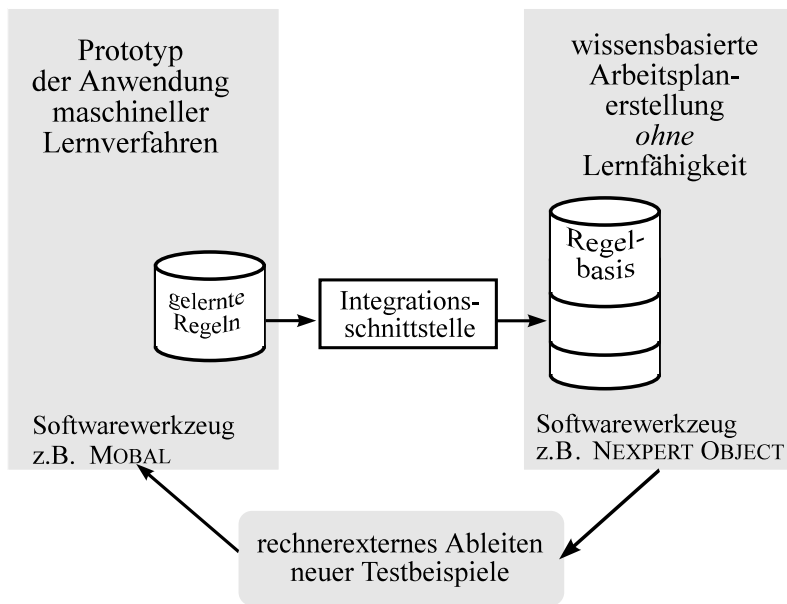 Prototyp
der Anwendung
maschineller
Lernverfahren
gelernte
Regeln
Softwarewerkzeug
z.B. MOBAL
Integrations-
schnittstelle
wissensbasierte
Arbeitsplan-
erstellung
ohne
Lernfähigkeit
Regel-
basis
Softwarewerkzeug
z.B. NEXPERT OBJECT
rechnerexternes Ableiten
neuer Testbeispiele